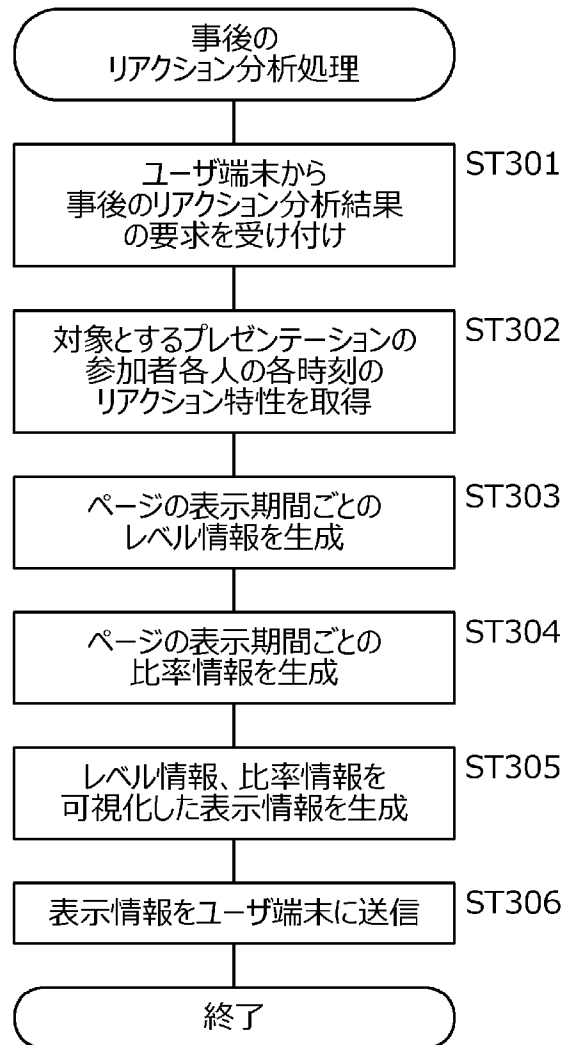 事後の
リアクション分析処理
ユーザ端末から
事後のリアクション分析結果
の要求を受け付け
ST301
対象とするプレゼンテーションの
参加者各人の各時刻の
リアクション特性を取得
ST302
ページの表示期間ごとの
レベル情報を生成
ST303
ページの表示期間ごとの
比率情報を生成
ST304
レベル情報、比率情報を
可視化した表示情報を生成
ST305
表示情報をユーザ端末に送信
ST306
終了